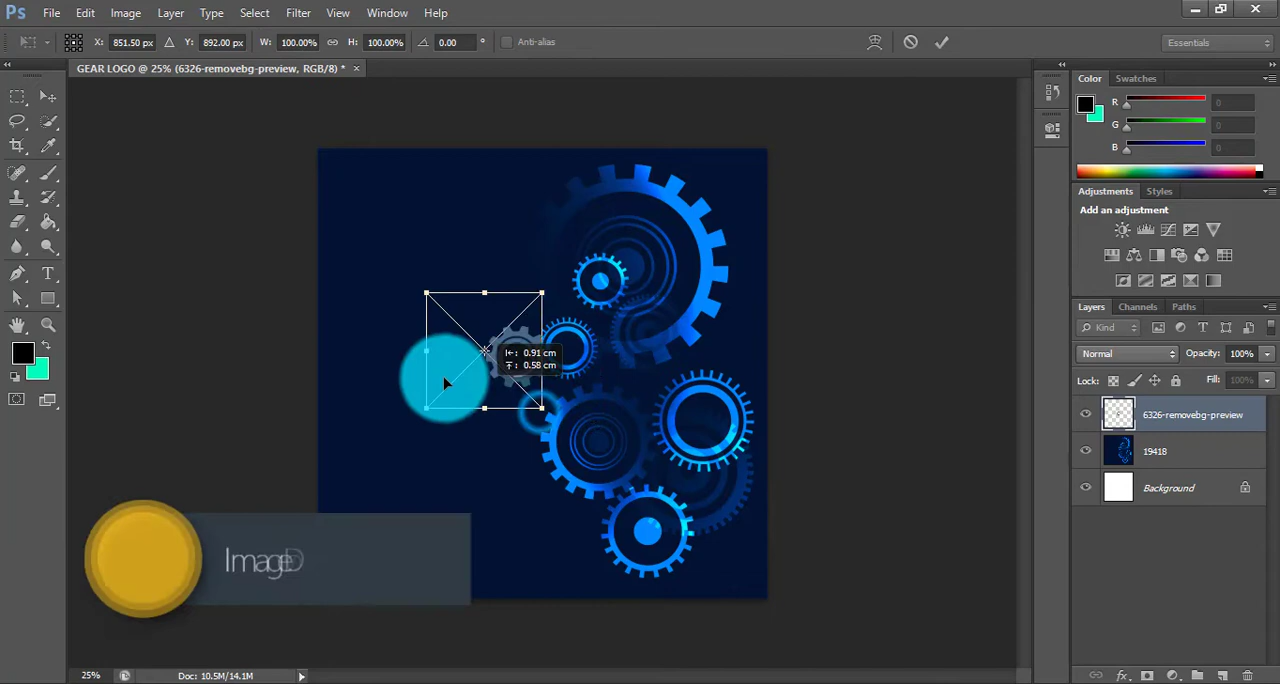 Ps File Edit Image Layer Type Select Filter View Window Help
X: 851.50 px Y: 892.00 px W: 100.00% H: 100.00% 0.00 ° Anti-alias Essentials
GEAR LOGO @ 25% (6326-removebg-preview, RGB/8) * ×
Color Swatches
R 0
G 0
B 0
Adjustments Styles
Add an adjustment
Layers Channels Paths
Kind
Normal Opacity: 100%
Lock: Fill: 100%
6326-removebg-preview
19418
Background
0.91 cm
0.58 cm
Image
25% Doc: 10.5M/14.1M